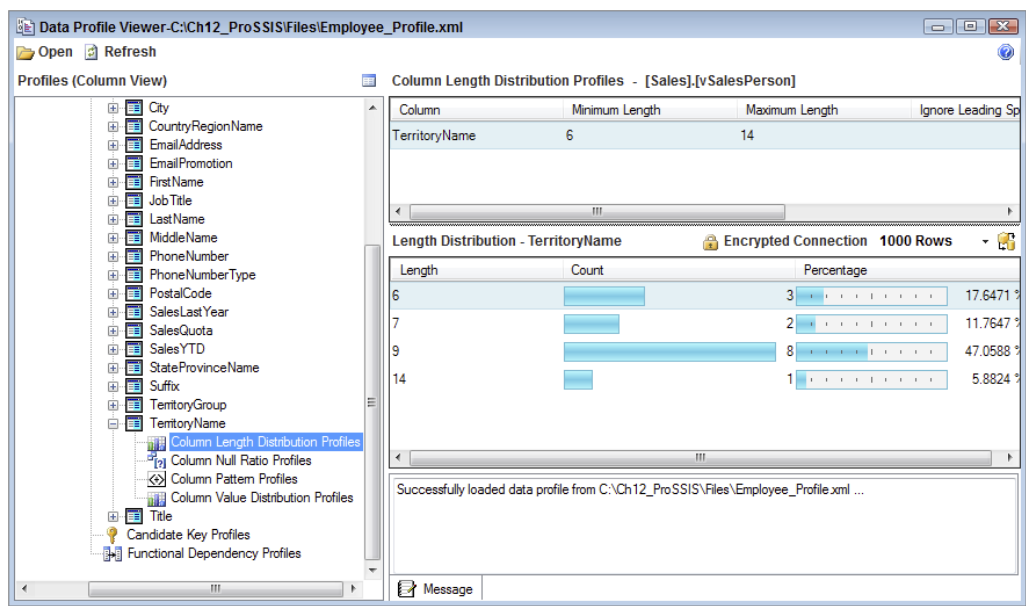 Data Profile Viewer-C:\Ch12_ProSSIS\Files\Employee_Profile.xml
Open Refresh
Profiles (Column View)
City
CountryRegionName
EmailAddress
EmailPromotion
FirstName
JobTitle
LastName
MiddleName
PhoneNumber
PhoneNumberType
PostalCode
SalesLastYear
SalesQuota
SalesYTD
StateProvinceName
Suffix
TerritoryGroup
TerritoryName
Column Length Distribution Profiles
Column Null Ratio Profiles
Column Pattern Profiles
Column Value Distribution Profiles
Title
Candidate Key Profiles
Functional Dependency Profiles
Column Length Distribution Profiles - [Sales].[vSalesPerson]
Column Minimum Length Maximum Length Ignore Leading Sp
TerritoryName 6 14
Length Distribution - TerritoryName Encrypted Connection 1000 Rows
Length Count Percentage
6 3 17.6471 %
7 2 11.7647 %
9 8 47.0588 %
14 1 5.8824 %
Successfully loaded data profile from C:\Ch12_ProSSIS\Files\Employee_Profile.xml ...
Message